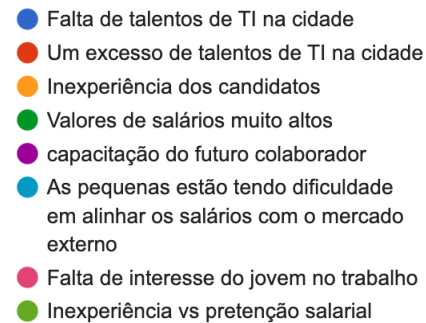 Falta de talentos de TI na cidade
Um excesso de talentos de TI na cidade
Inexperiência dos candidatos
Valores de salários muito altos
capacitação do futuro colaborador
As pequenas estão tendo dificuldade
em alinhar os salários com o mercado
externo
Falta de interesse do jovem no trabalho
Inexperiência vs pretenção salarial